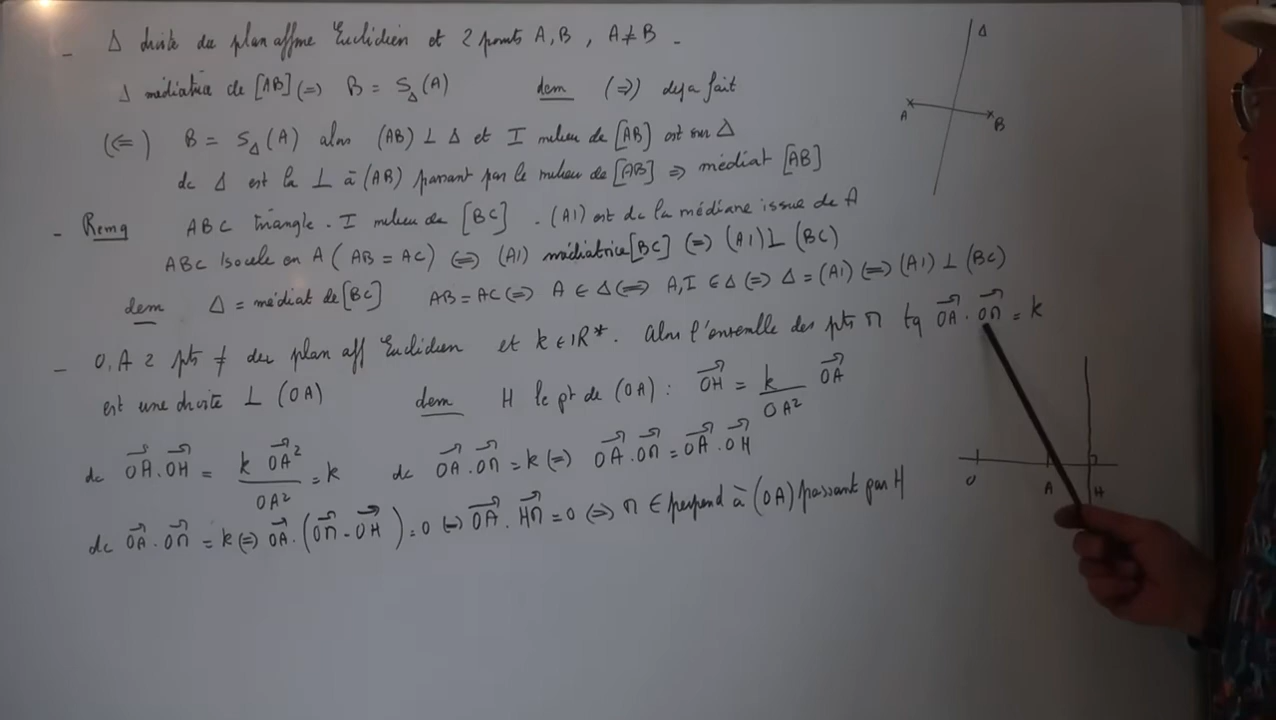 - Δ droite du plan affine Euclidien et 2 points A, B , A ≠ B .
Δ médiatrice de [AB] (=) B = S_Δ (A) dem (⇒) deja fait
(⇐) B = S_Δ (A) alors (AB) ⊥ Δ et I milieu de [AB] est sur Δ
dc Δ est la ⊥ à (AB) passant par le milieu de [AB] ⇒ médiat [AB]
- Remq ABC triangle . I milieu de [BC] . (AI) est dc la médiane issue de A
ABC Isocele en A ( AB = AC) ⇔ (AI) médiatrice [BC] (=) (AI) ⊥ (BC)
dem Δ = médiat de [BC] AB = AC (=) A ∈ Δ ⇔ A, I ∈ Δ (=) Δ = (AI) ⇔ (AI) ⊥ (BC)
- O, A 2 pts ≠ du plan aff Euclidien et k ∈ IR* . Alors l'ensemble des pts M tq OA⃗ . OM⃗ = k
est une droite ⊥ (OA) dem H le pt de (OA) : OH⃗ = k/OA² OA⃗
dc OA⃗ . OH⃗ = k OA⃗²/OA² = k dc OA⃗ . OM⃗ = k (=) OA⃗ . OM⃗ = OA⃗ . OH⃗
dc OA⃗ . OM⃗ = k (=) OA⃗ . (OM⃗ - OH⃗) = 0 (=) OA⃗ . HM⃗ = 0 (=) M ∈ perpend à (OA) passant par H
Δ
A
B
O
A
H